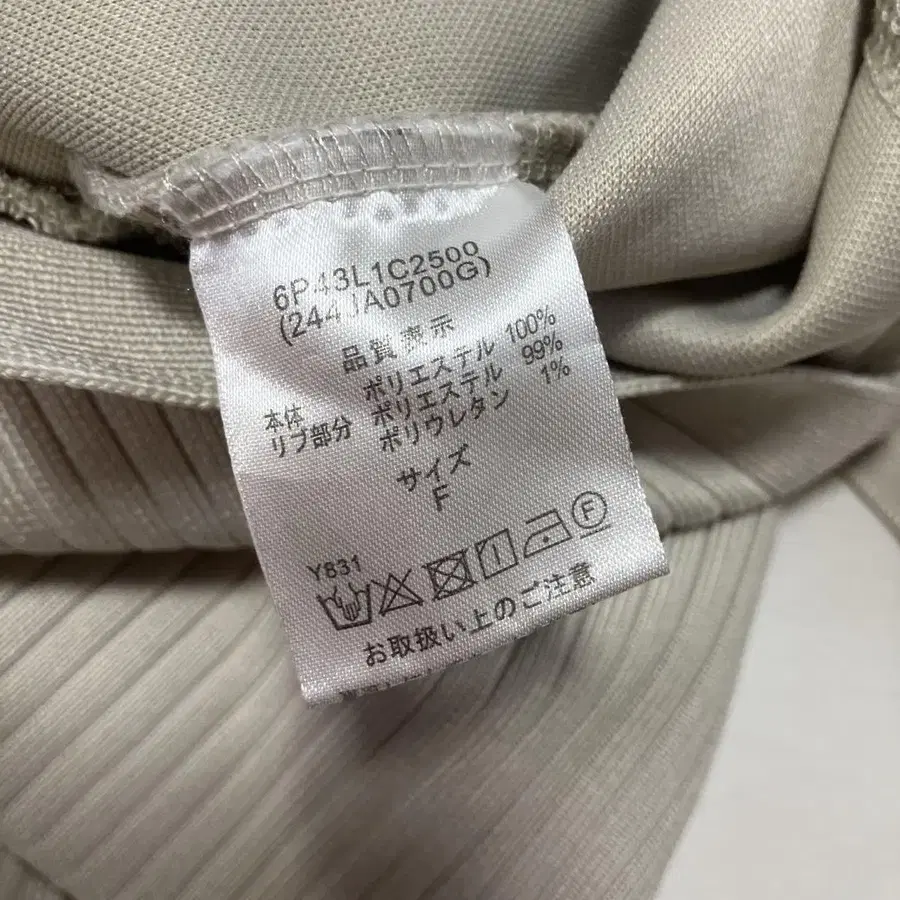 6P43L1C2500
(244JA0700G)
品質表示
本体 ポリエステル 100%
リブ部分 ポリエステル 99%
ポリウレタン 1%
サイズ
F
Y831
F
お取扱い上のご注意